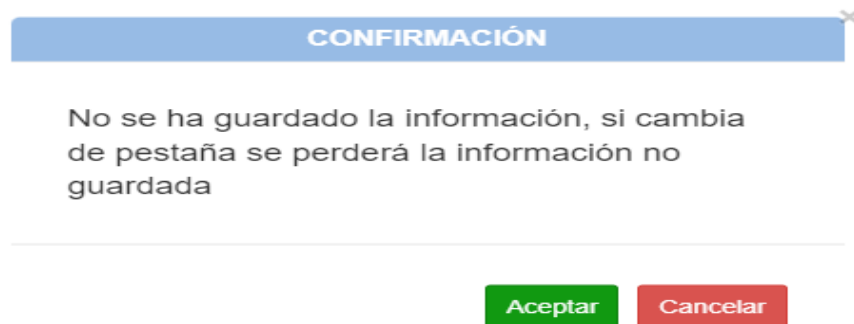 CONFIRMACIÓN
No se ha guardado la información, si cambia
de pestaña se perderá la información no
guardada
Aceptar Cancelar